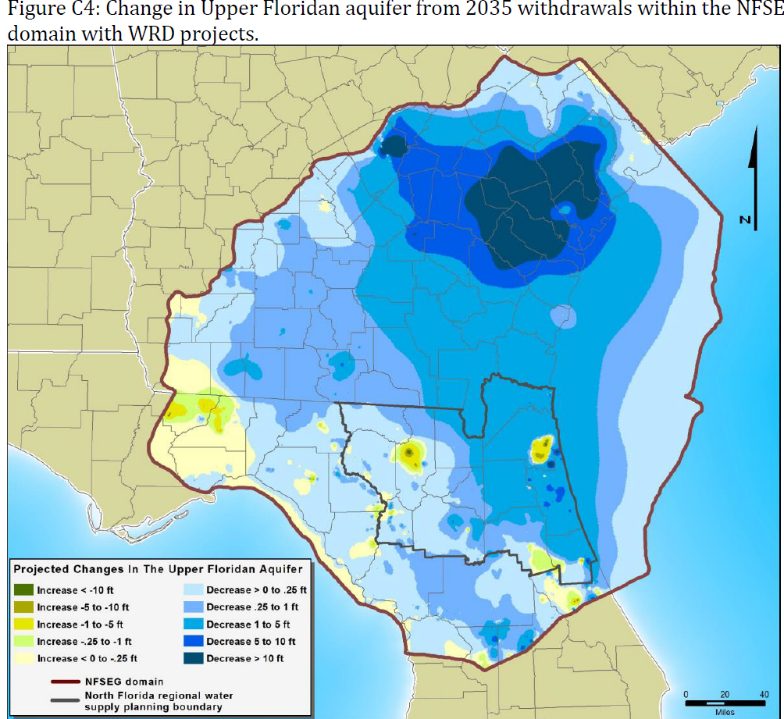 Figure C4: Change in Upper Floridan aquifer from 2035 withdrawals within the NFSE
domain with WRD projects.
N
Projected Changes In The Upper Floridan Aquifer
Increase < -10 ft
Decrease > 0 to .25 ft
Increase -5 to -10 ft
Decrease .25 to 1 ft
Increase -1 to -5 ft
Decrease 1 to 5 ft
Increase -.25 to -1 ft
Decrease 5 to 10 ft
Increase < 0 to -.25 ft
Decrease > 10 ft
NFSEG domain
North Florida regional water
supply planning boundary
0 20 40
Miles